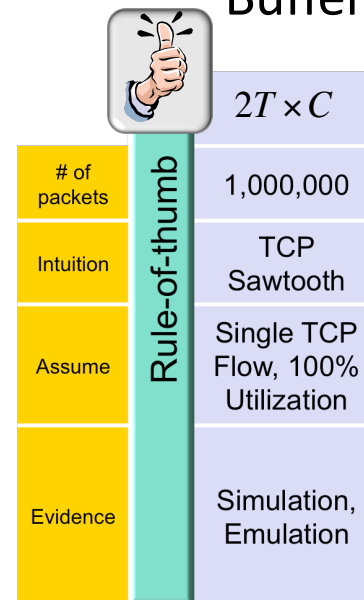 Buffer
2T × C
Rule-of-thumb
# of
packets
1,000,000
Intuition
TCP
Sawtooth
Assume
Single TCP
Flow, 100%
Utilization
Evidence
Simulation,
Emulation